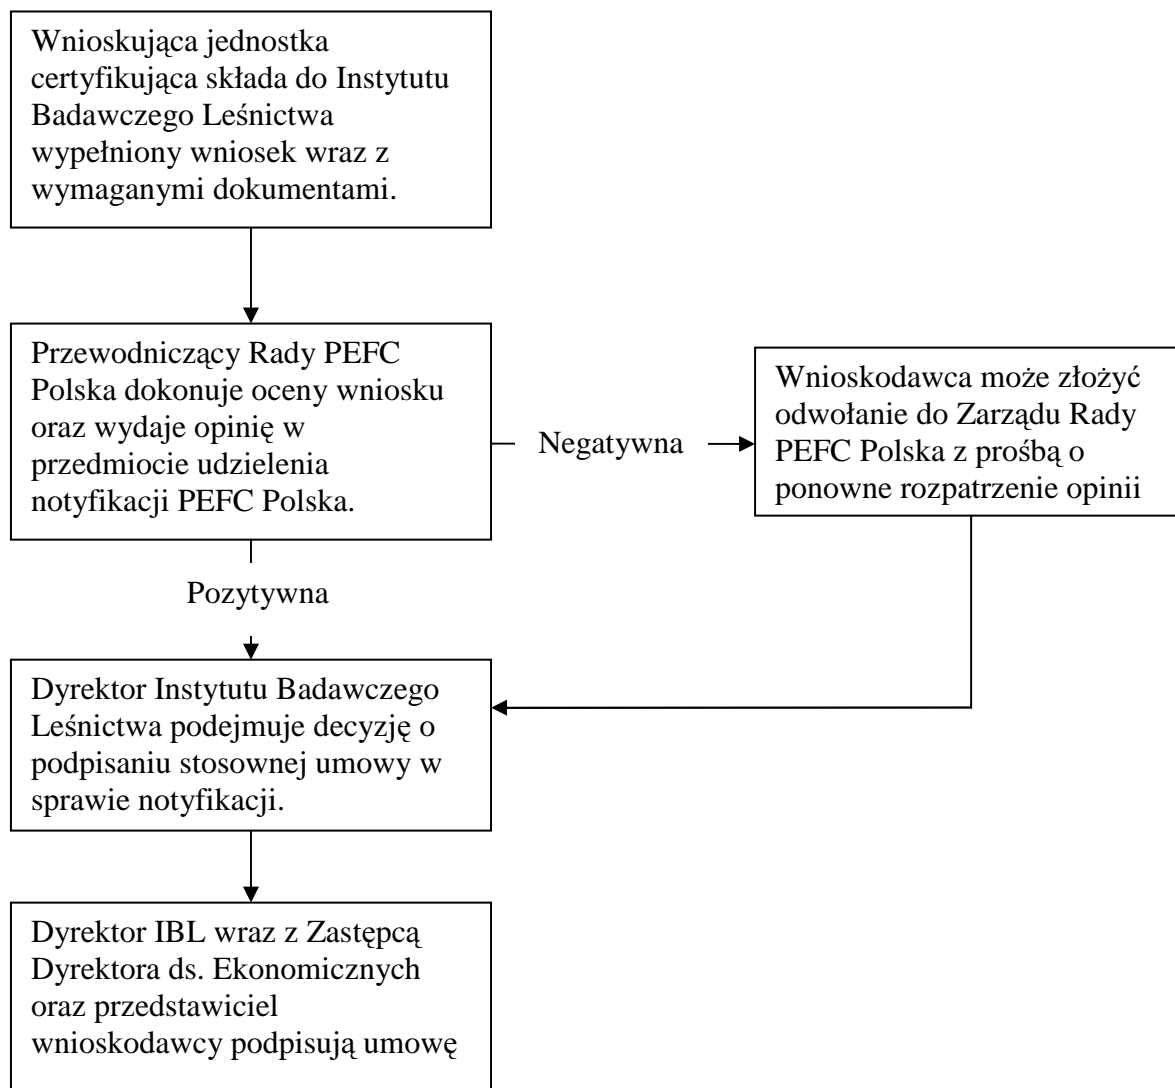 Wnioskująca jednostka
certyfikująca składa do Instytutu
Badawczego Leśnictwa
wypełniony wniosek wraz z
wymaganymi dokumentami.
Przewodniczący Rady PEFC
Polska dokonuje oceny wniosku
oraz wydaje opinię w
przedmiocie udzielenia
notyfikacji PEFC Polska.
Negatywna
Wnioskodawca może złożyć
odwołanie do Zarządu Rady
PEFC Polska z prośbą o
ponowne rozpatrzenie opinii
Pozytywna
Dyrektor Instytutu Badawczego
Leśnictwa podejmuje decyzję o
podpisaniu stosownej umowy w
sprawie notyfikacji.
Dyrektor IBL wraz z Zastępcą
Dyrektora ds. Ekonomicznych
oraz przedstawiciel
wnioskodawcy podpisują umowę